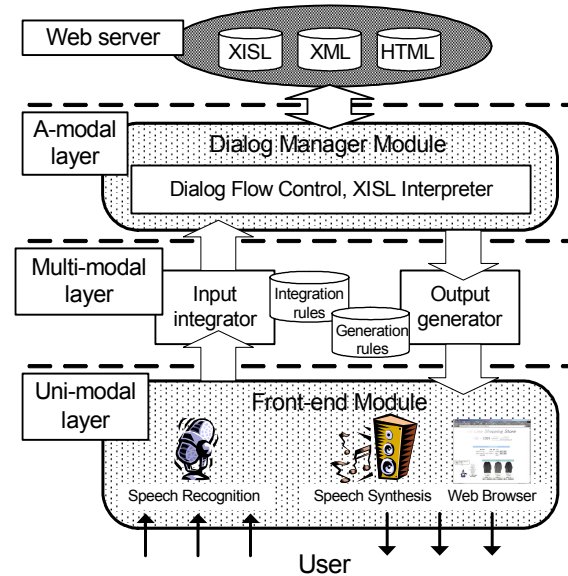 Web server
XISL
XML
HTML
A-modal
layer
Dialog Manager Module
Dialog Flow Control, XISL Interpreter
Multi-modal
layer
Input
integrator
Integration
rules
Generation
rules
Output
generator
Uni-modal
layer
Front-end Module
Speech Recognition
Speech Synthesis
Web Browser
User